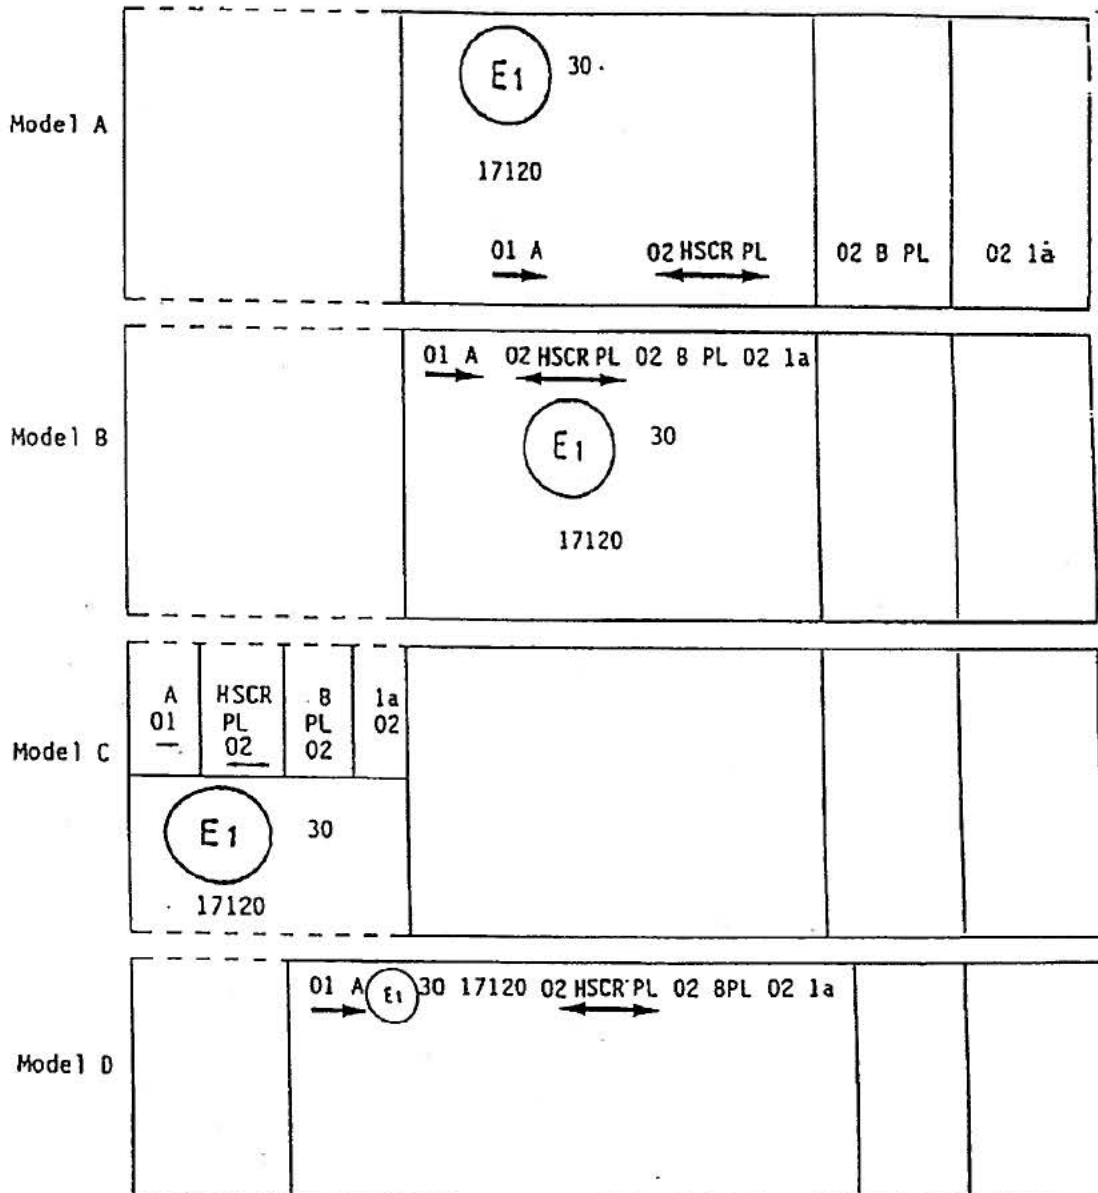 Model A
E1 30
17120
01 A 02 HSCR PL 02 B PL 02 1a
Model B
01 A 02 HSCR PL 02 B PL 02 1a
E1 30
17120
Model C
A 01
HSCR PL 02
B PL 02
1a 02
E1 30
17120
Model D
01 A E1 30 17120 02 HSCR PL 02 BPL 02 1a